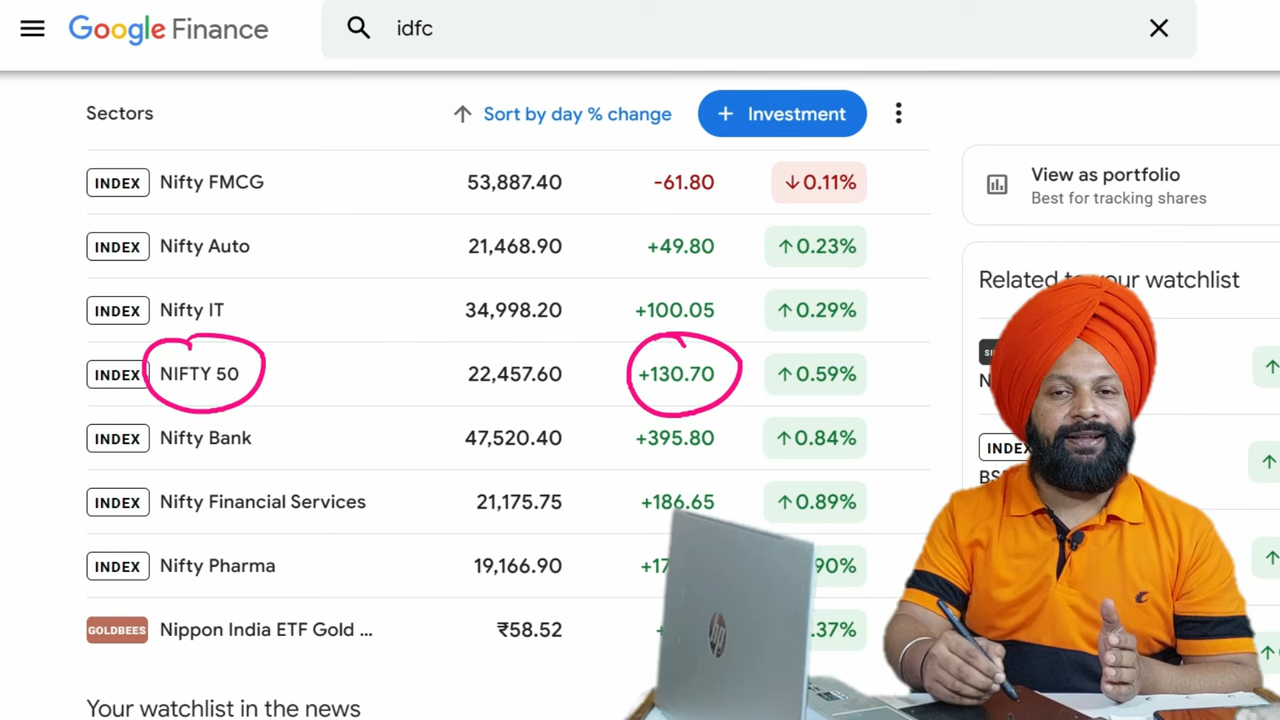 Google Finance
idfc
Sectors
Sort by day % change
+ Investment
INDEX Nifty FMCG 53,887.40 -61.80 ↓0.11%
INDEX Nifty Auto 21,468.90 +49.80 ↑0.23%
INDEX Nifty IT 34,998.20 +100.05 ↑0.29%
INDEX NIFTY 50 22,457.60 +130.70 ↑0.59%
INDEX Nifty Bank 47,520.40 +395.80 ↑0.84%
INDEX Nifty Financial Services 21,175.75 +186.65 ↑0.89%
INDEX Nifty Pharma 19,166.90 +17 90%
GOLDBEES Nippon India ETF Gold ... ₹58.52 + .37%
Your watchlist in the news
View as portfolio
Best for tracking shares
Related to your watchlist
INDEX
hp